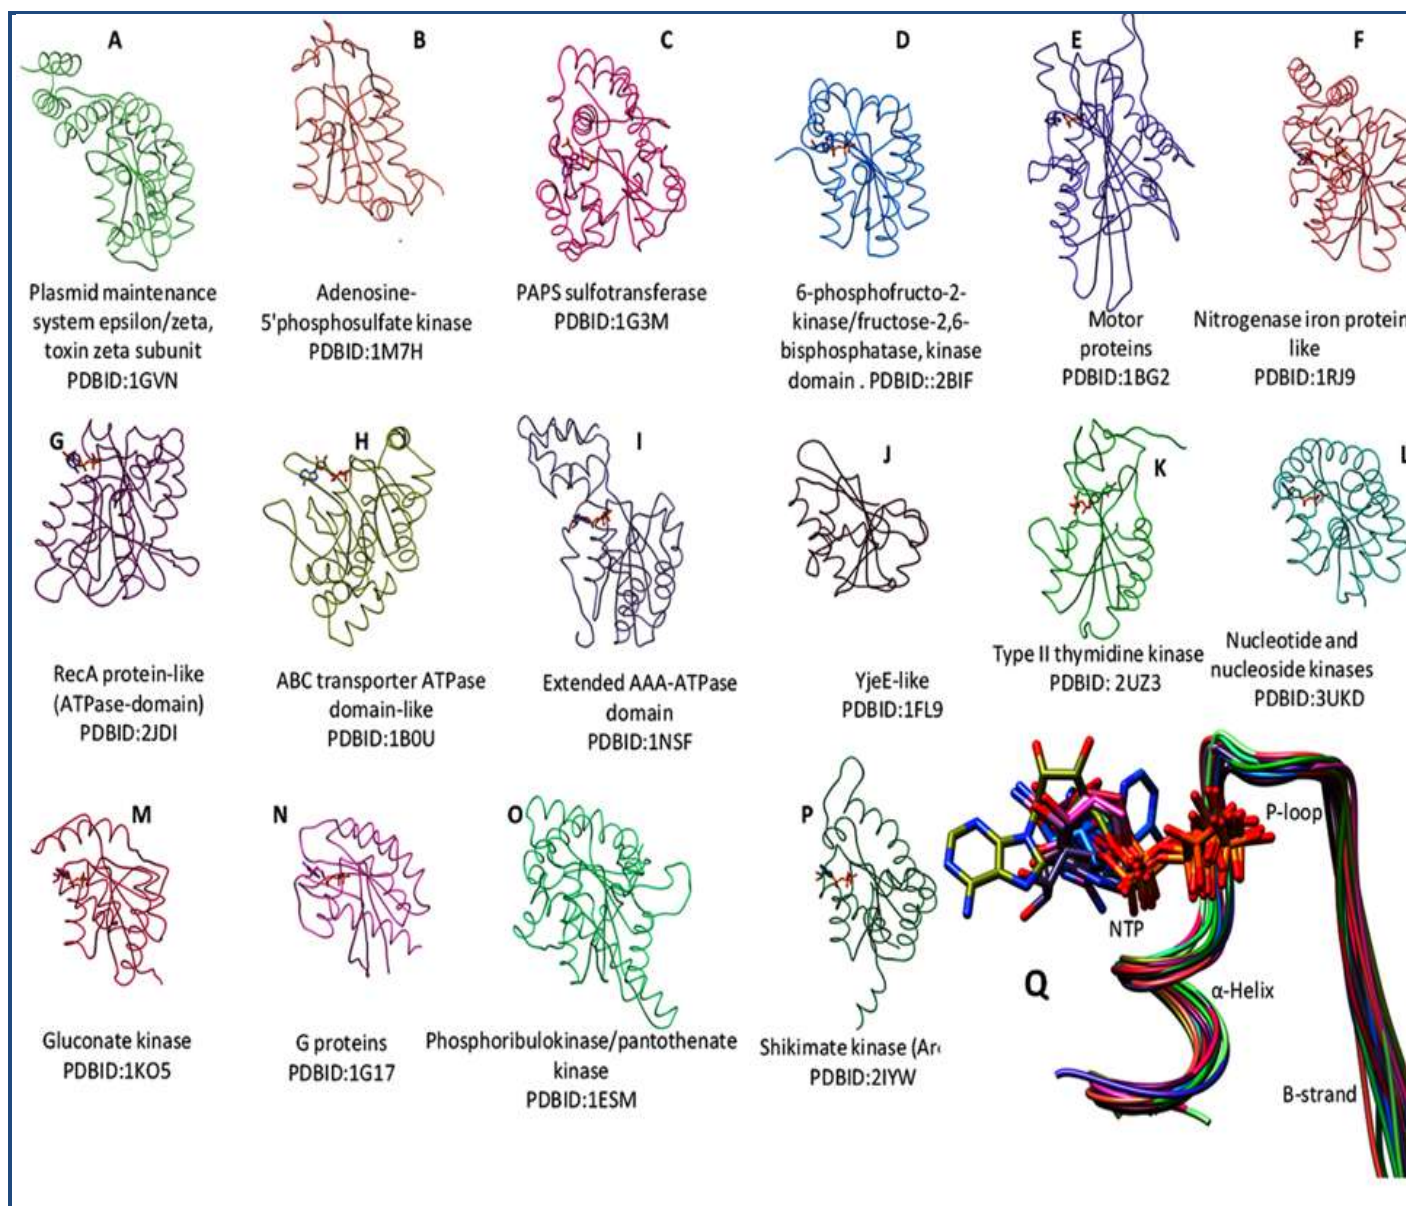 A
Plasmid maintenance
system epsilon/zeta,
toxin zeta subunit
PDBID:1GVN
B
Adenosine-
5'phosphosulfate kinase
PDBID:1M7H
C
PAPS sulfotransferase
PDBID:1G3M
D
6-phosphofructo-2-
kinase/fructose-2,6-
bisphosphatase, kinase
domain . PDBID::2BIF
E
Motor
proteins
PDBID:1BG2
F
Nitrogenase iron protein
like
PDBID:1RJ9
G
RecA protein-like
(ATPase-domain)
PDBID:2JDI
H
ABC transporter ATPase
domain-like
PDBID:1B0U
I
Extended AAA-ATPase
domain
PDBID:1NSF
J
YjeE-like
PDBID:1FL9
K
Type II thymidine kinase
PDBID: 2UZ3
L
Nucleotide and
nucleoside kinases
PDBID:3UKD
M
Gluconate kinase
PDBID:1KO5
N
G proteins
PDBID:1G17
O
Phosphoribulokinase/pantothenate
kinase
PDBID:1ESM
P
Shikimate kinase (Ar
PDBID:2IYW
Q
P-loop
NTP
α-Helix
B-strand